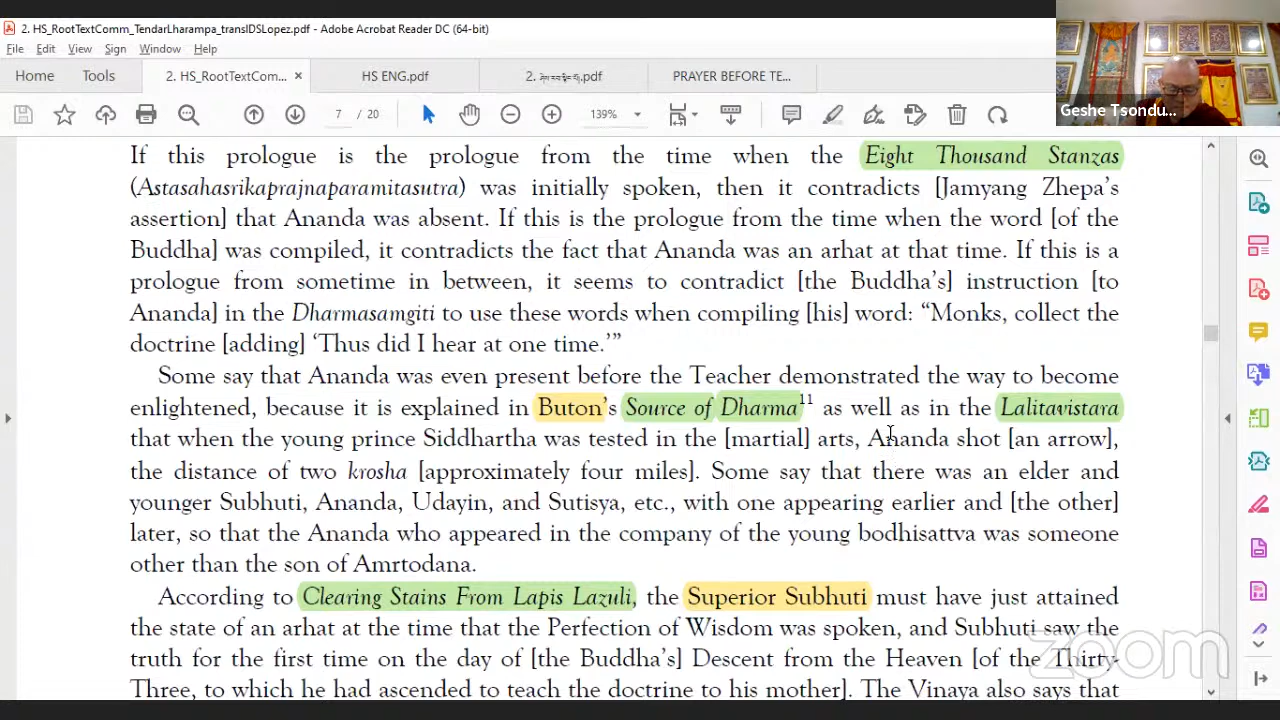 2. HS_RootTextComm_TendarLharampa_transIDSLopez.pdf - Adobe Acrobat Reader DC (64-bit)
File Edit View Sign Window Help
Home Tools 2. HS_RootTextCom... × HS ENG.pdf 2. PRAYER BEFORE TE...
7 / 20 139%
Geshe Tsondu...
If this prologue is the prologue from the time when the Eight Thousand Stanzas
(Astasahasrikaprajnaparamitasutra) was initially spoken, then it contradicts [Jamyang Zhepa's
assertion] that Ananda was absent. If this is the prologue from the time when the word [of the
Buddha] was compiled, it contradicts the fact that Ananda was an arhat at that time. If this is a
prologue from sometime in between, it seems to contradict [the Buddha's] instruction [to
Ananda] in the Dharmasamgiti to use these words when compiling [his] word: “Monks, collect the
doctrine [adding] ‘Thus did I hear at one time.’”
Some say that Ananda was even present before the Teacher demonstrated the way to become
enlightened, because it is explained in Buton's Source of Dharma11 as well as in the Lalitavistara
that when the young prince Siddhartha was tested in the [martial] arts, Ananda shot [an arrow],
the distance of two krosha [approximately four miles]. Some say that there was an elder and
younger Subhuti, Ananda, Udayin, and Sutisya, etc., with one appearing earlier and [the other]
later, so that the Ananda who appeared in the company of the young bodhisattva was someone
other than the son of Amrtodana.
According to Clearing Stains From Lapis Lazuli, the Superior Subhuti must have just attained
the state of an arhat at the time that the Perfection of Wisdom was spoken, and Subhuti saw the
truth for the first time on the day of [the Buddha's] Descent from the Heaven [of the Thirty-
Three, to which he had ascended to teach the doctrine to his mother]. The Vinaya also says that
zoom